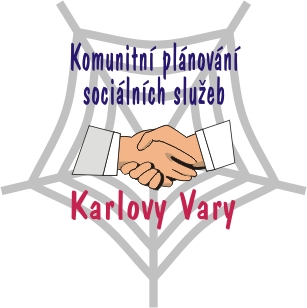 Komunitní plánování
sociálních služeb
Karlovy Vary